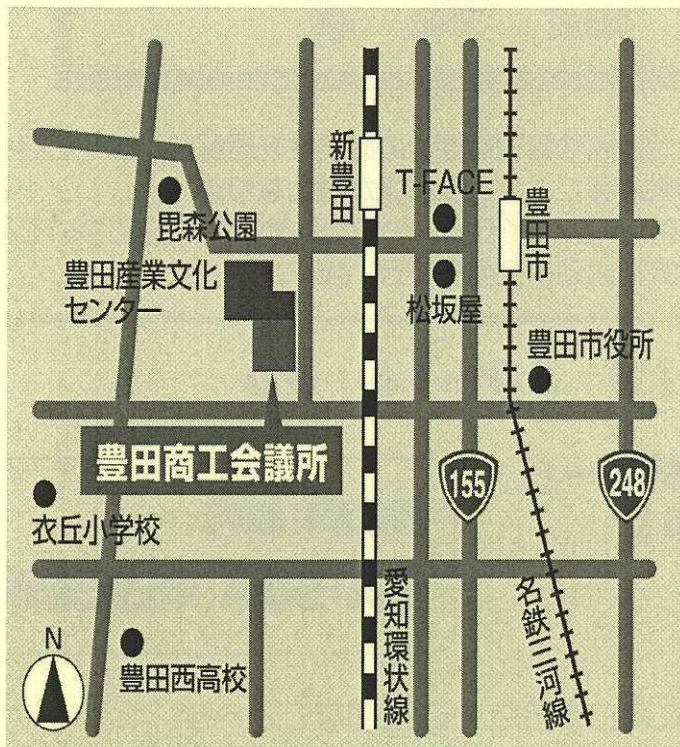 新豊田
T-FACE
豊田市
毘森公園
豊田産業文化
センター
松坂屋
豊田市役所
豊田商工会議所
155
248
衣丘小学校
愛知環状線
名鉄三河線
N
豊田西高校